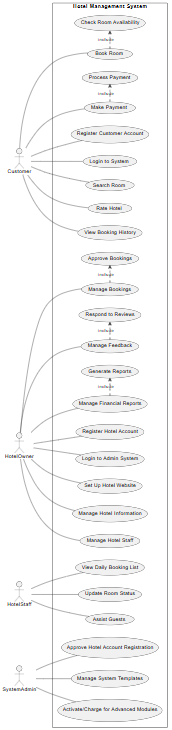 Hotel Management System
Check Room Availability
include
Book Room
Process Payment
include
Make Payment
Register Customer Account
Customer
Login to System
Search Room
Rate Hotel
View Booking History
Approve Bookings
include
Manage Bookings
Respond to Reviews
include
Manage Feedback
Generate Reports
include
Manage Financial Reports
Register Hotel Account
HotelOwner
Login to Admin System
Set Up Hotel Website
Manage Hotel Information
Manage Hotel Staff
View Daily Booking List
Update Room Status
HotelStaff
Assist Guests
Approve Hotel Account Registration
Manage System Templates
SystemAdmin
Activate/Charge for Advanced Modules